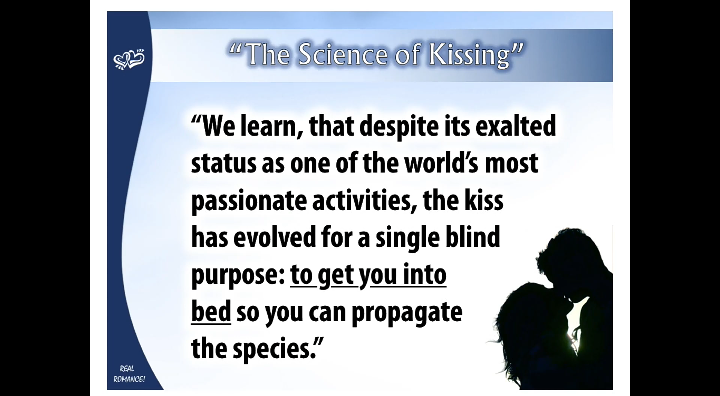 “The Science of Kissing”
“We learn, that despite its exalted
status as one of the world’s most
passionate activities, the kiss
has evolved for a single blind
purpose: to get you into
bed so you can propagate
the species.”
REAL
ROMANCE!